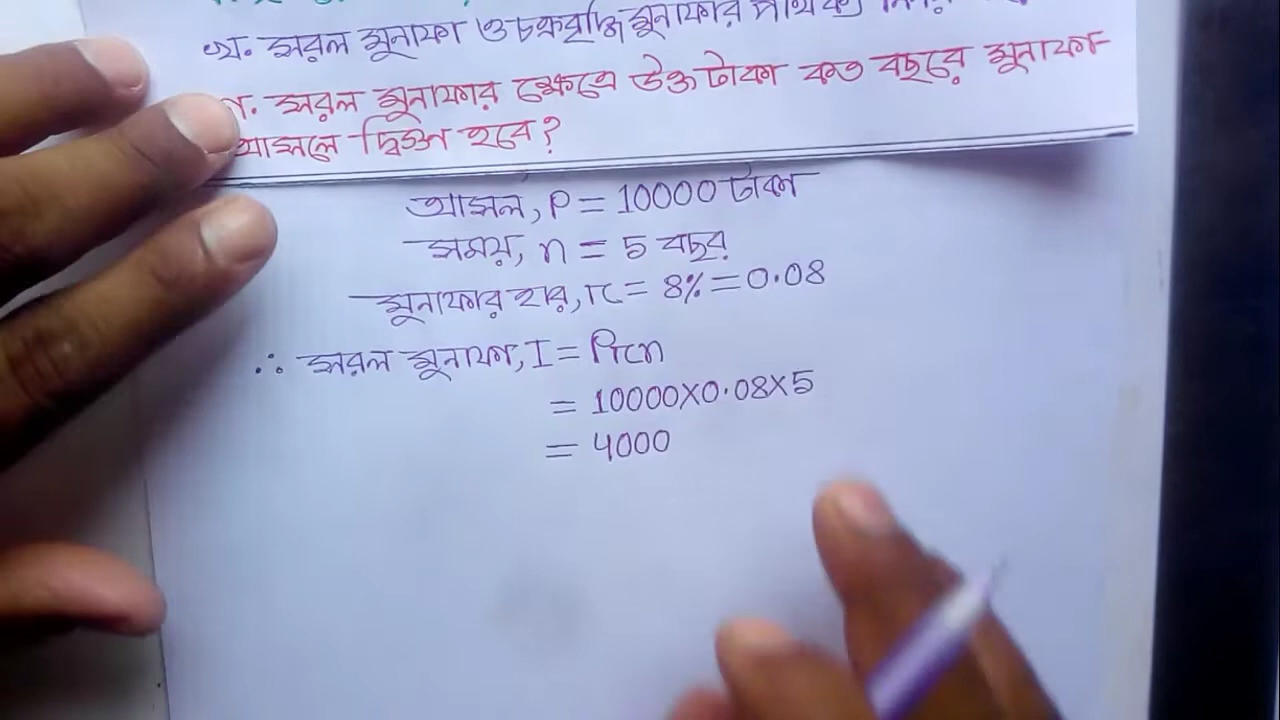 খ. সরল মুনাফা ও চক্রবৃদ্ধি মুনাফার পার্থক্য
গ. সরল মুনাফার ক্ষেত্রে উক্ত টাকা কত বছরে মুনাফা-
আসলে দ্বিগুন হবে?
আসল, P = 10000 টাকা
সময়, n = 5 বছর
মুনাফার হার, r = 8% = 0.08
∴ সরল মুনাফা, I = Prn
= 10000×0.08×5
= 4000